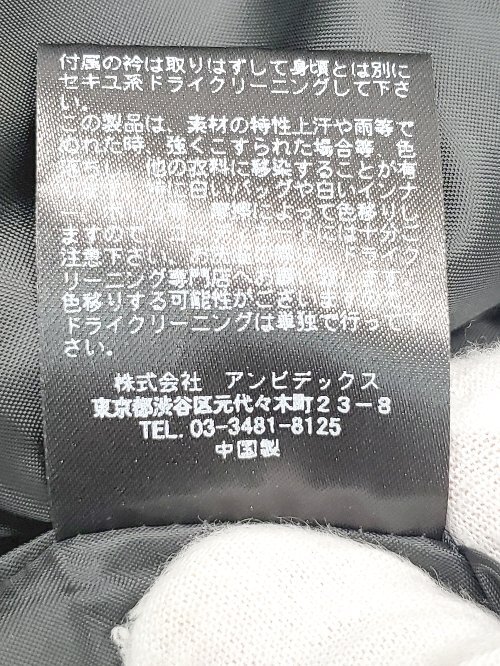 付属の衿は取りはずして身頃とは別に
セキユ系ドライクリーニングして下さ
い。
この製品は、素材の特性上汗や雨等で
ぬれた時 強くこすられた場合等 色
他の衣料に移染することが有
白い インナ
によって色移りし
ますので
注意下さい
リーニング専門店
色移りする可能性がございますの
ドライクリーニングは単独で行って
さい。
株式会社 アンビデックス
東京都渋谷区元代々木町23-8
TEL. 03-3481-8125
中国製